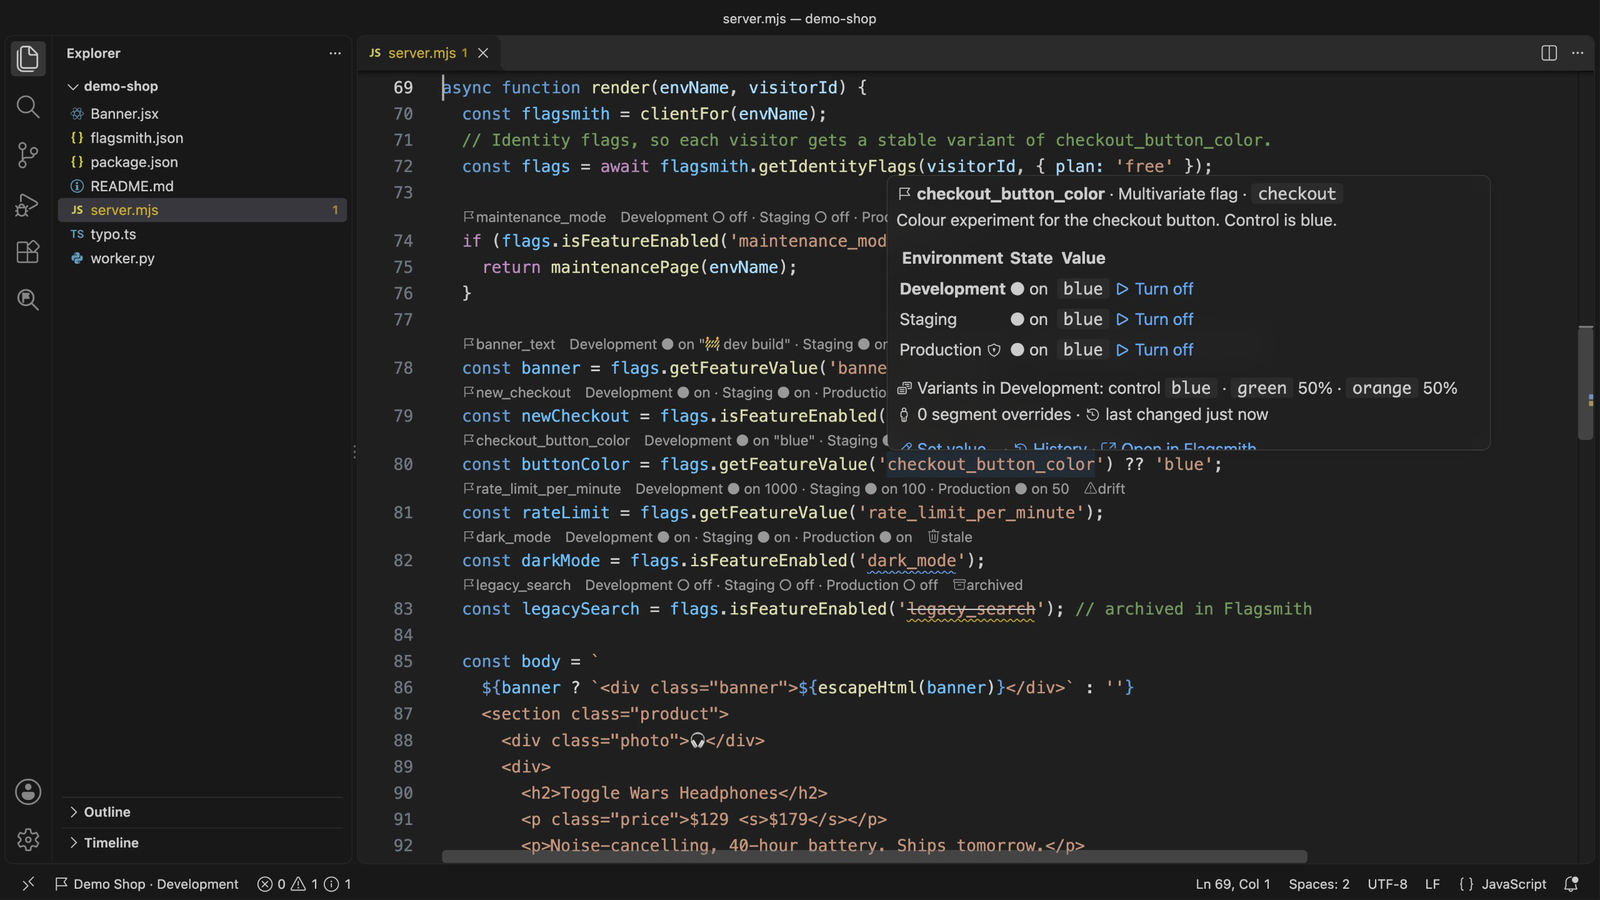 server.mjs — demo-shop
Explorer
demo-shop
Banner.jsx
{ } flagsmith.json
{ } package.json
README.md
JS server.mjs 1
TS typo.ts
worker.py
Outline
Timeline
JS server.mjs 1
69 async function render(envName, visitorId) {
70 const flagsmith = clientFor(envName);
71 // Identity flags, so each visitor gets a stable variant of checkout_button_color.
72 const flags = await flagsmith.getIdentityFlags(visitorId, { plan: 'free' });
73
maintenance_mode Development off · Staging off ·
74 if (flags.isFeatureEnabled('maintenance_mod
75 return maintenancePage(envName);
76 }
77
banner_text Development on "🚧 dev build" · Staging on
78 const banner = flags.getFeatureValue('banne
new_checkout Development on · Staging on · Production
79 const newCheckout = flags.isFeatureEnabled(
checkout_button_color Development on "blue" · Staging
80 const buttonColor = flags.getFeatureValue('checkout_button_color') ?? 'blue';
rate_limit_per_minute Development on 1000 · Staging on 100 · Production on 50 drift
81 const rateLimit = flags.getFeatureValue('rate_limit_per_minute');
dark_mode Development on · Staging on · Production on stale
82 const darkMode = flags.isFeatureEnabled('dark_mode');
legacy_search Development off · Staging off · Production off archived
83 const legacySearch = flags.isFeatureEnabled('legacy_search'); // archived in Flagsmith
84
85 const body = `
86 ${banner ? `<div class="banner">${escapeHtml(banner)}</div>` : ''}
87 <section class="product">
88 <div class="photo">🎧</div>
89 <div>
90 <h2>Toggle Wars Headphones</h2>
91 <p class="price">$129 <s>$179</s></p>
92 <p>Noise-cancelling, 40-hour battery. Ships tomorrow.</p>
checkout_button_color · Multivariate flag · checkout
Colour experiment for the checkout button. Control is blue.
Environment State Value
Development on blue Turn off
Staging on blue Turn off
Production on blue Turn off
Variants in Development: control blue · green 50% · orange 50%
0 segment overrides · last changed just now
Set value History Open in Flagsmith
Demo Shop · Development 0 1 1
Ln 69, Col 1 Spaces: 2 UTF-8 LF { } JavaScript